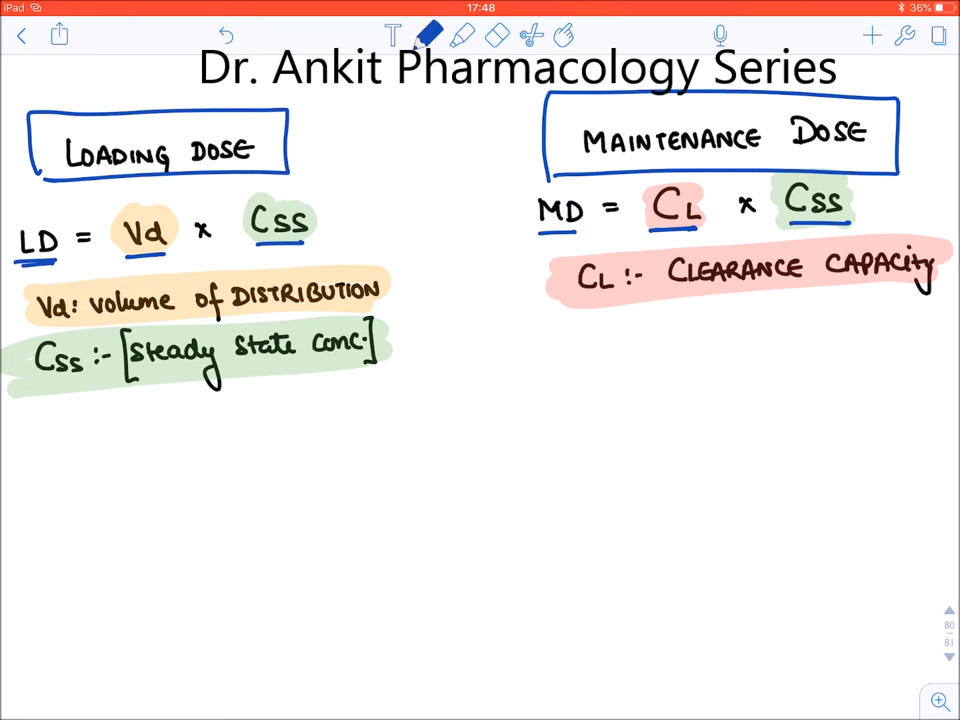 iPad 17:48 36%
T
Dr. Ankit Pharmacology Series
LOADING DOSE
LD = Vd x Css
Vd: Volume of DISTRIBUTION
Css :- [Steady State conc.]
MAINTENANCE DOSE
MD = CL x Css
CL :- CLEARANCE CAPACITY
80
81